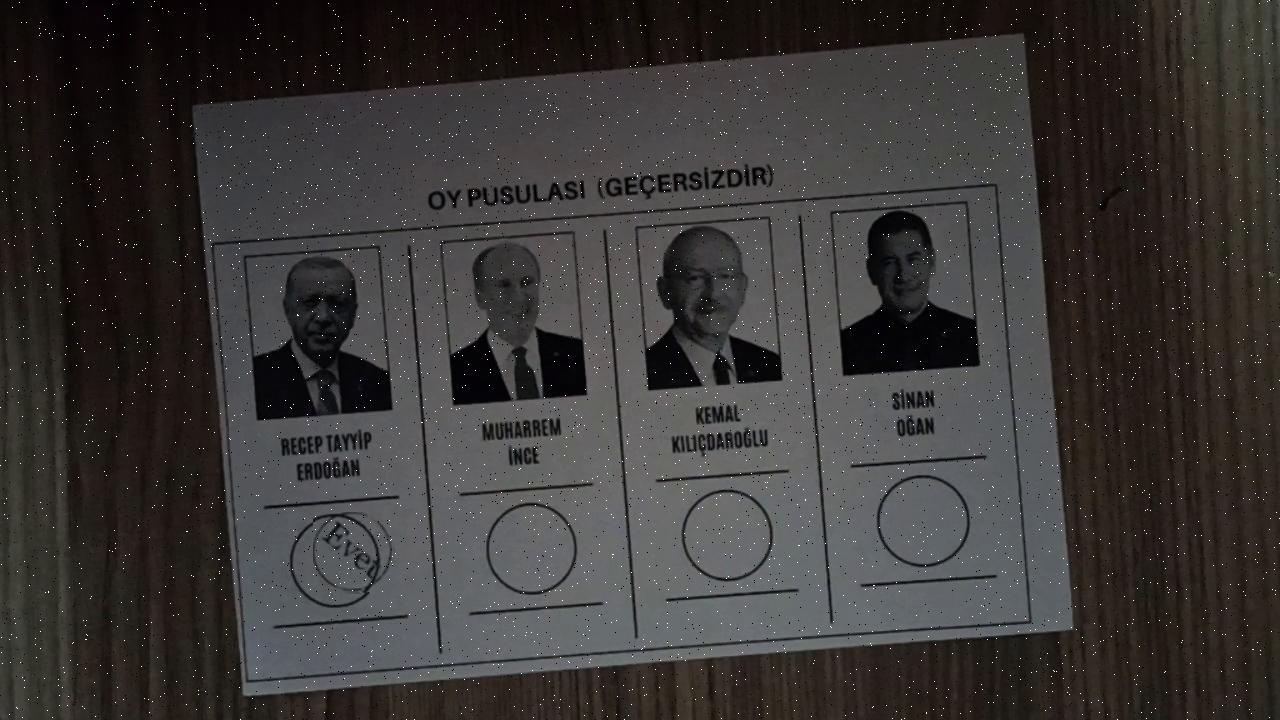 OY PUSULASI (GEÇERSİZDİR)
RECEP TAYYİP
ERDOĞAN
MUHARREM
İNCE
KEMAL
KILIÇDAROĞLU
SİNAN
OĞAN
Evet